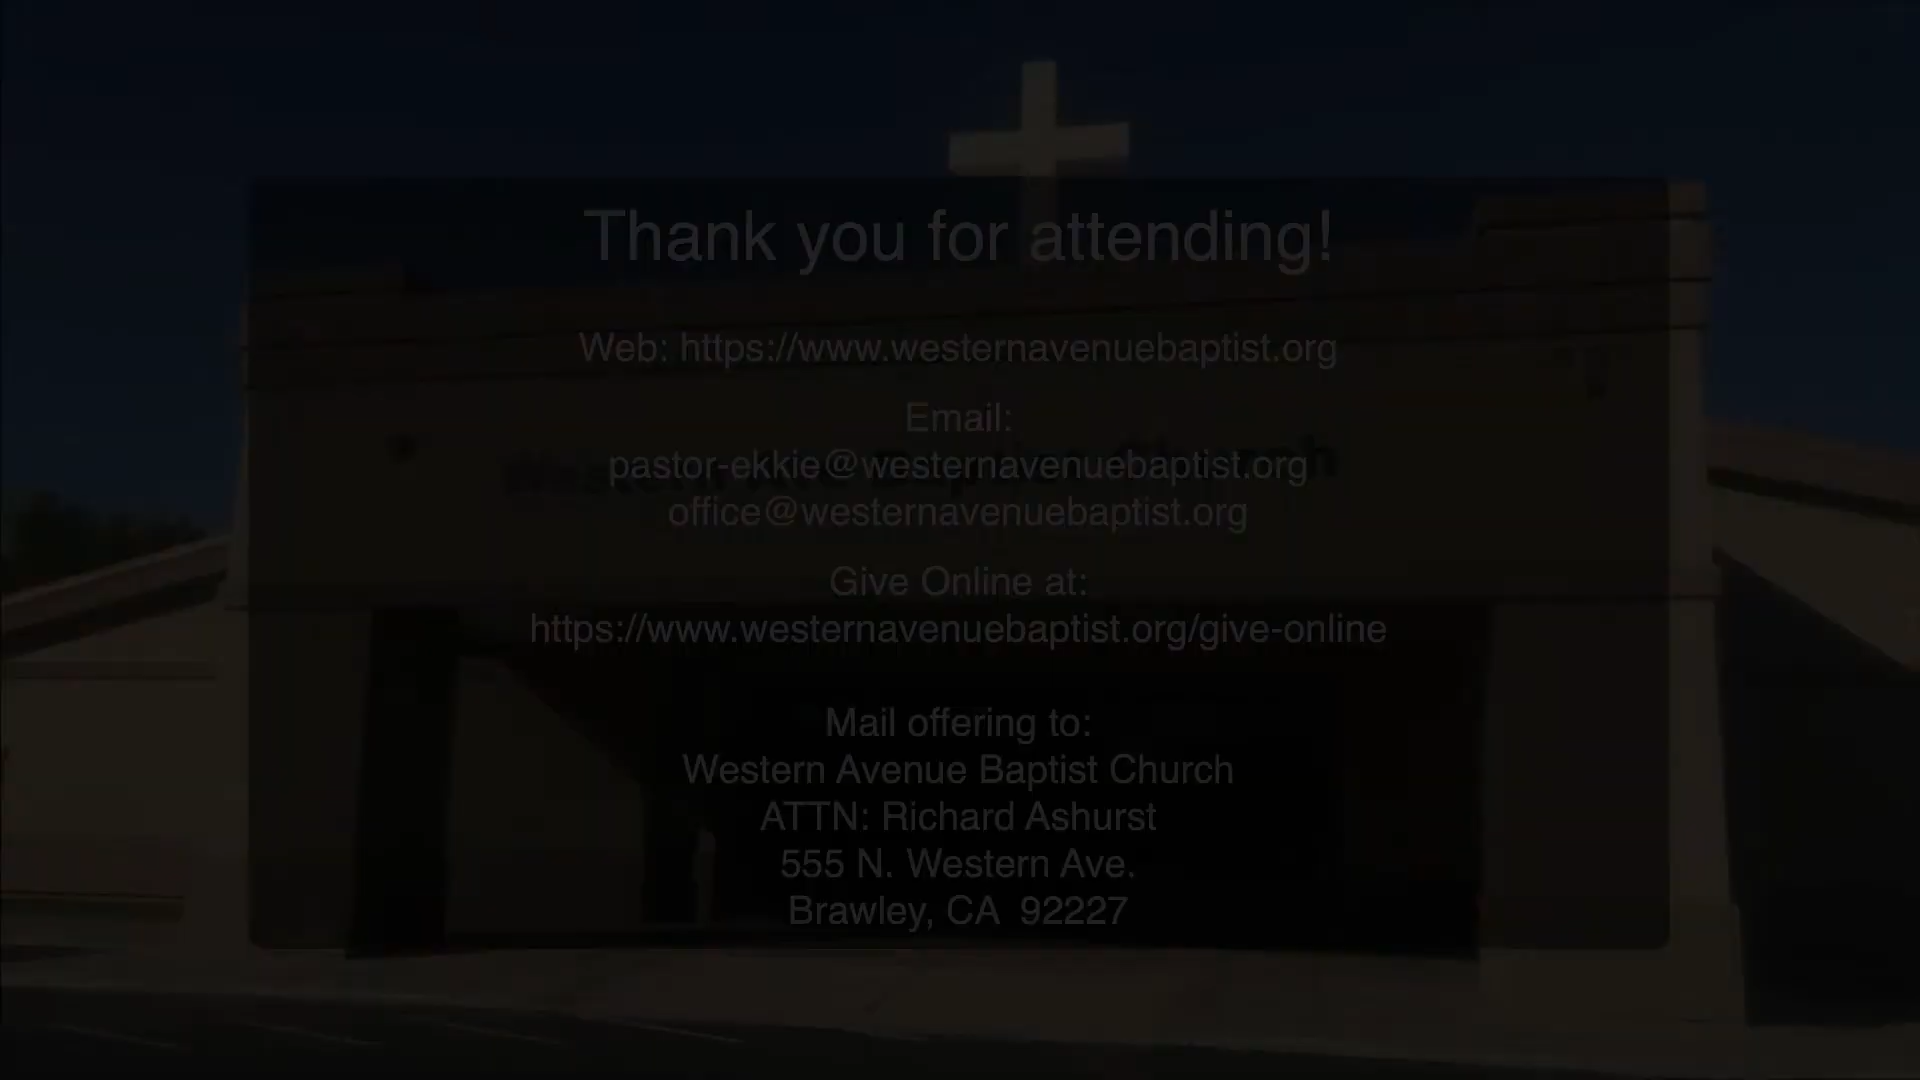 Thank you for attending!
Web: https://www.westernavenuebaptist.org
Email:
pastor-ekkie@westernavenuebaptist.org
office@westernavenuebaptist.org
Give Online at:
https://www.westernavenuebaptist.org/give-online
Mail offering to:
Western Avenue Baptist Church
ATTN: Richard Ashurst
555 N. Western Ave.
Brawley, CA 92227